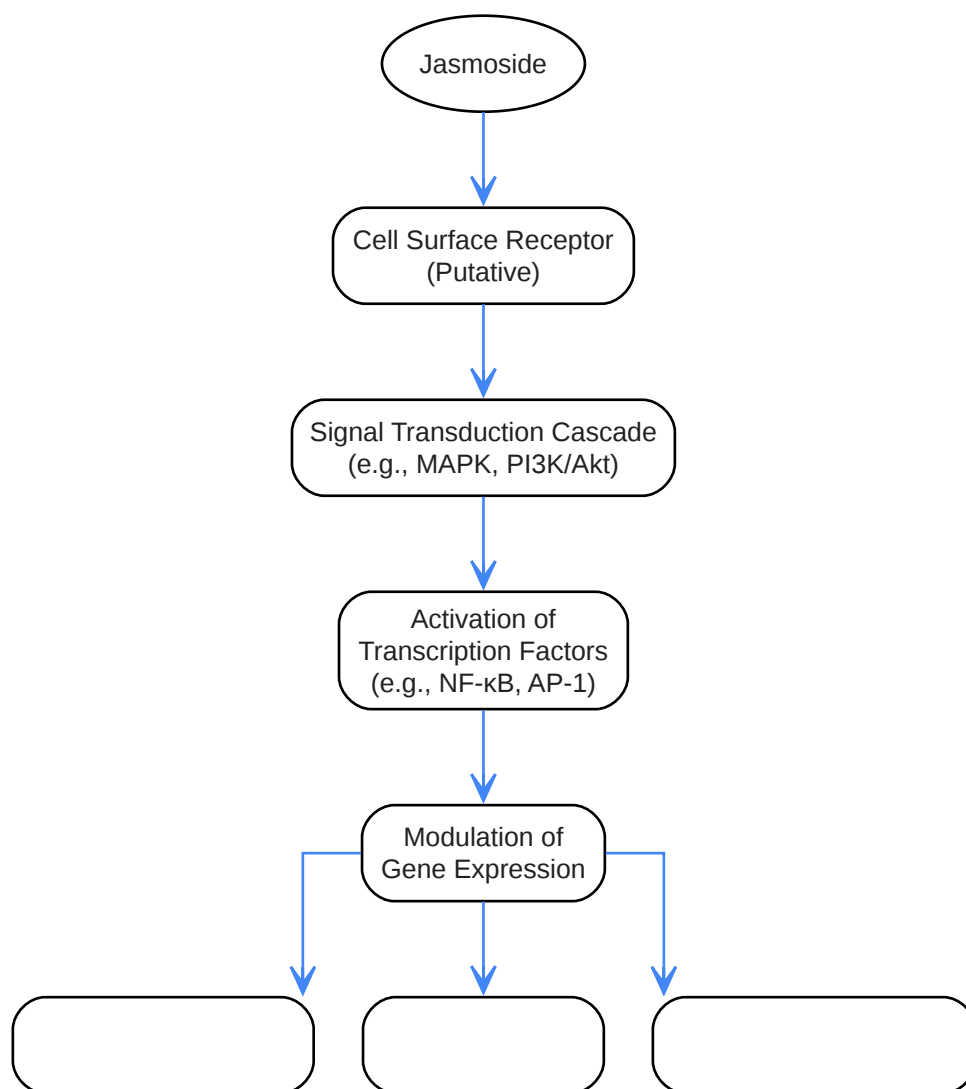 Jasmoside
Cell Surface Receptor
(Putative)
Signal Transduction Cascade
(e.g., MAPK, PI3K/Akt)
Activation of
Transcription Factors
(e.g., NF-κB, AP-1)
Modulation of
Gene Expression